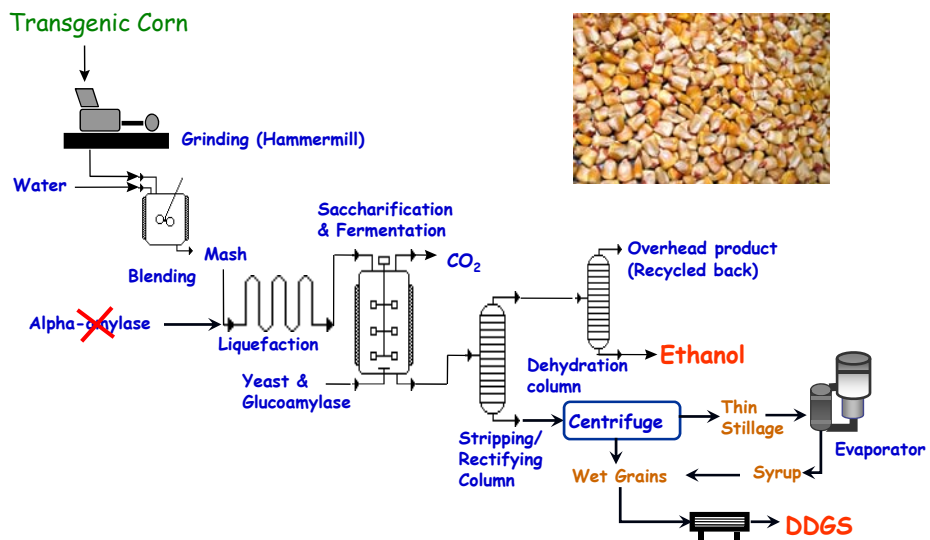 Transgenic Corn
Grinding (Hammermill)
Water
Blending
Mash
Alpha-amylase
Liquefaction
Saccharification
& Fermentation
CO₂
Yeast &
Glucoamylase
Stripping/
Rectifying
Column
Overhead product
(Recycled back)
Dehydration
column
Ethanol
Centrifuge
Thin
Stillage
Evaporator
Syrup
Wet Grains
DDGS